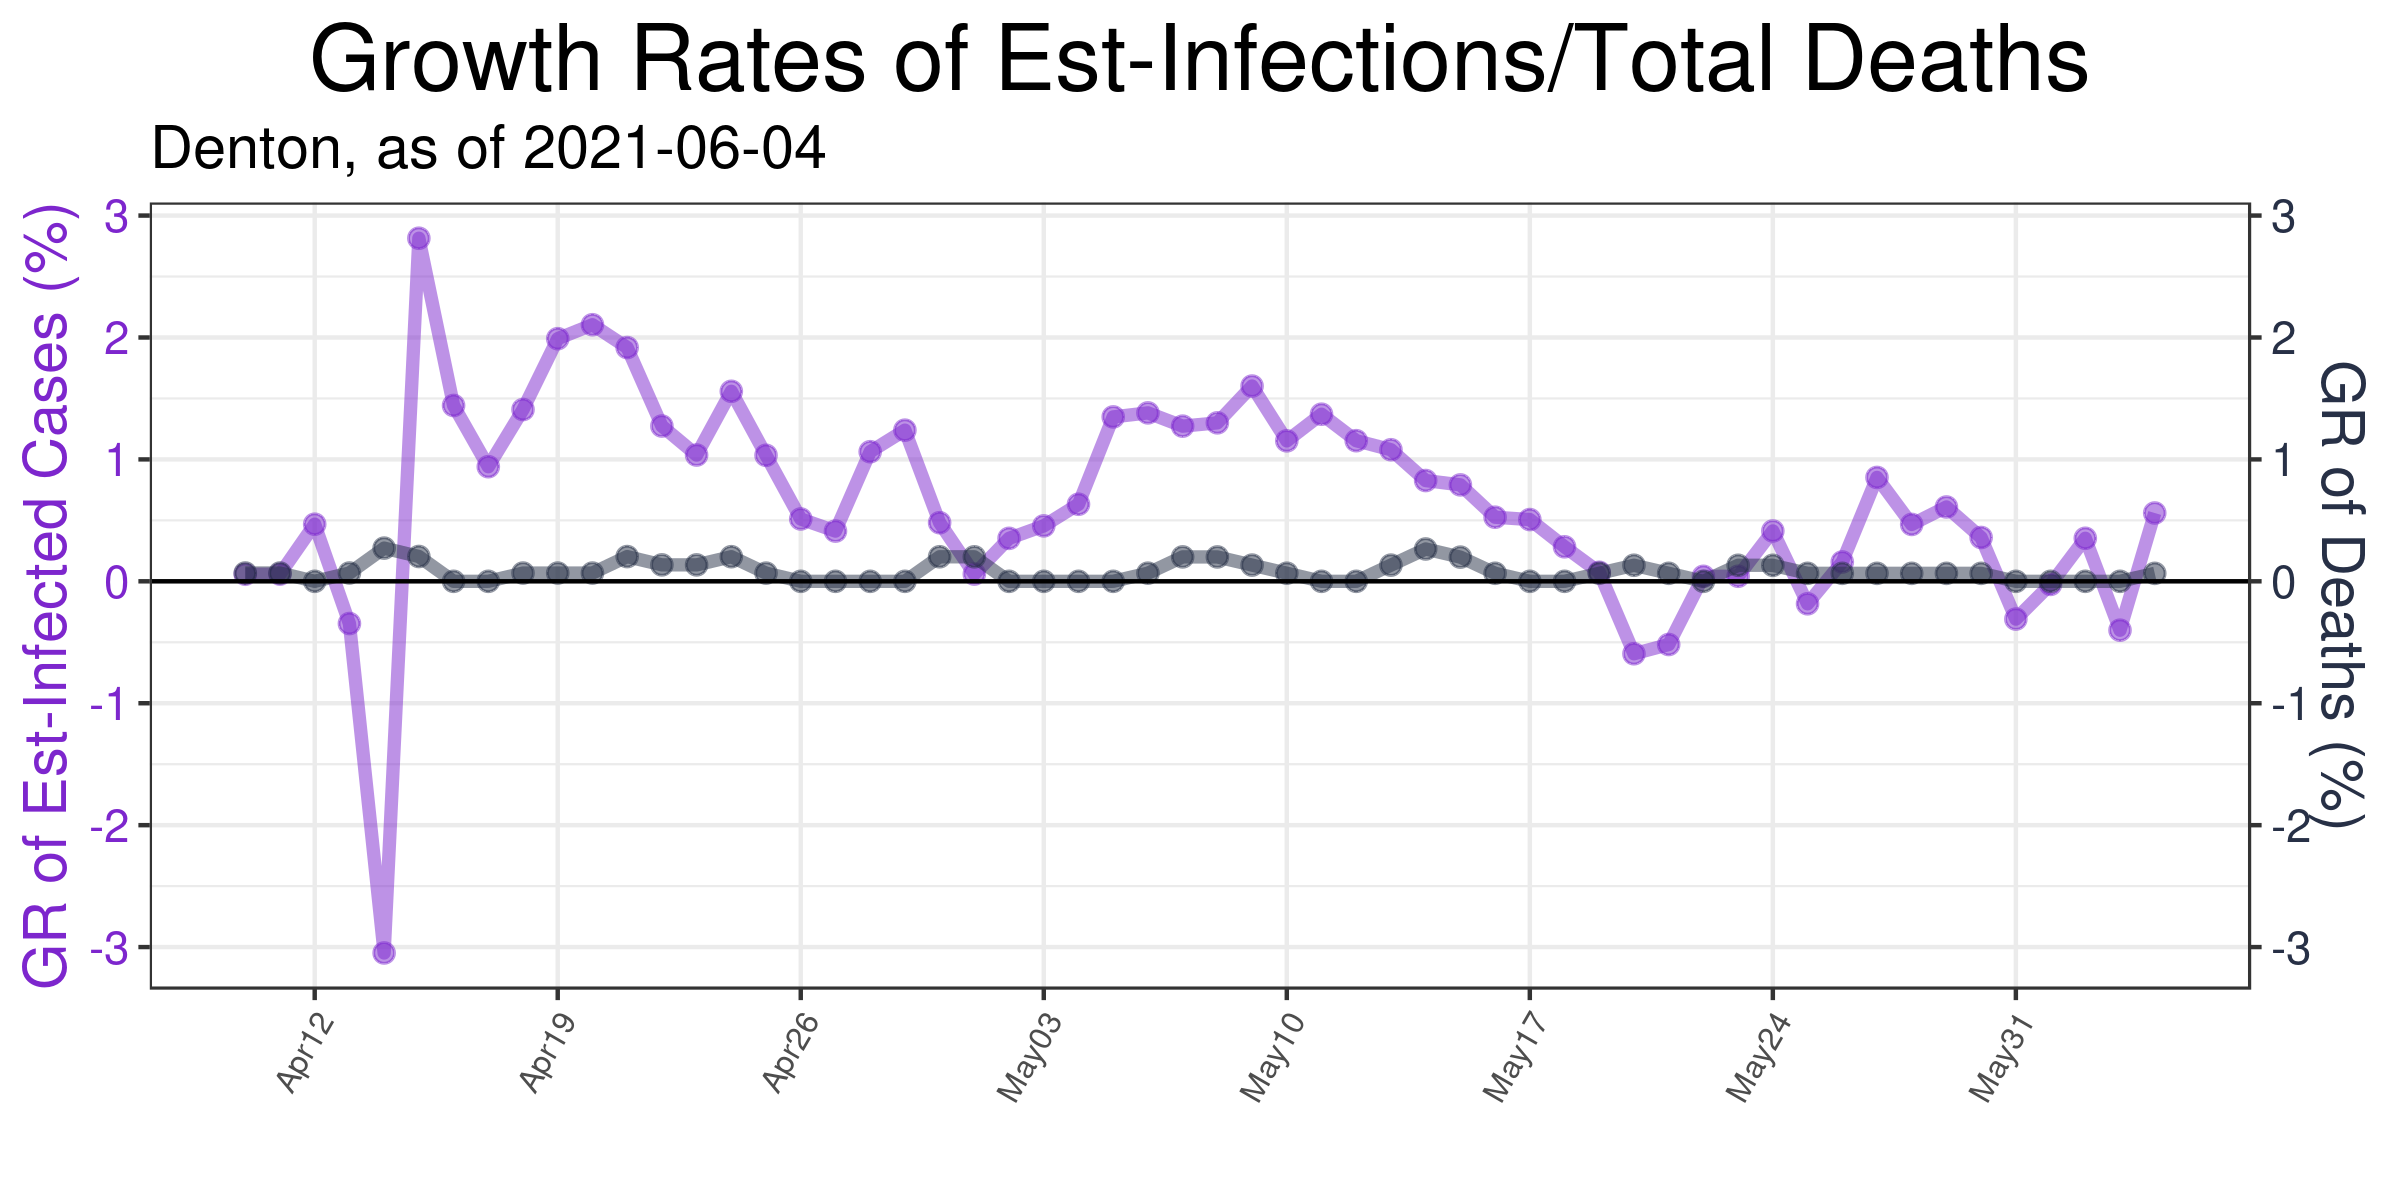 Growth Rates of Est-Infections/Total Deaths
Denton, as of 2021-06-04
GR of Est-Infected Cases (%)
3
2
1
0
-1
-2
-3
3
2
1
0
-1
-2
-3
GR of Deaths (%)
Apr12
Apr19
Apr26
May03
May10
May17
May24
May31